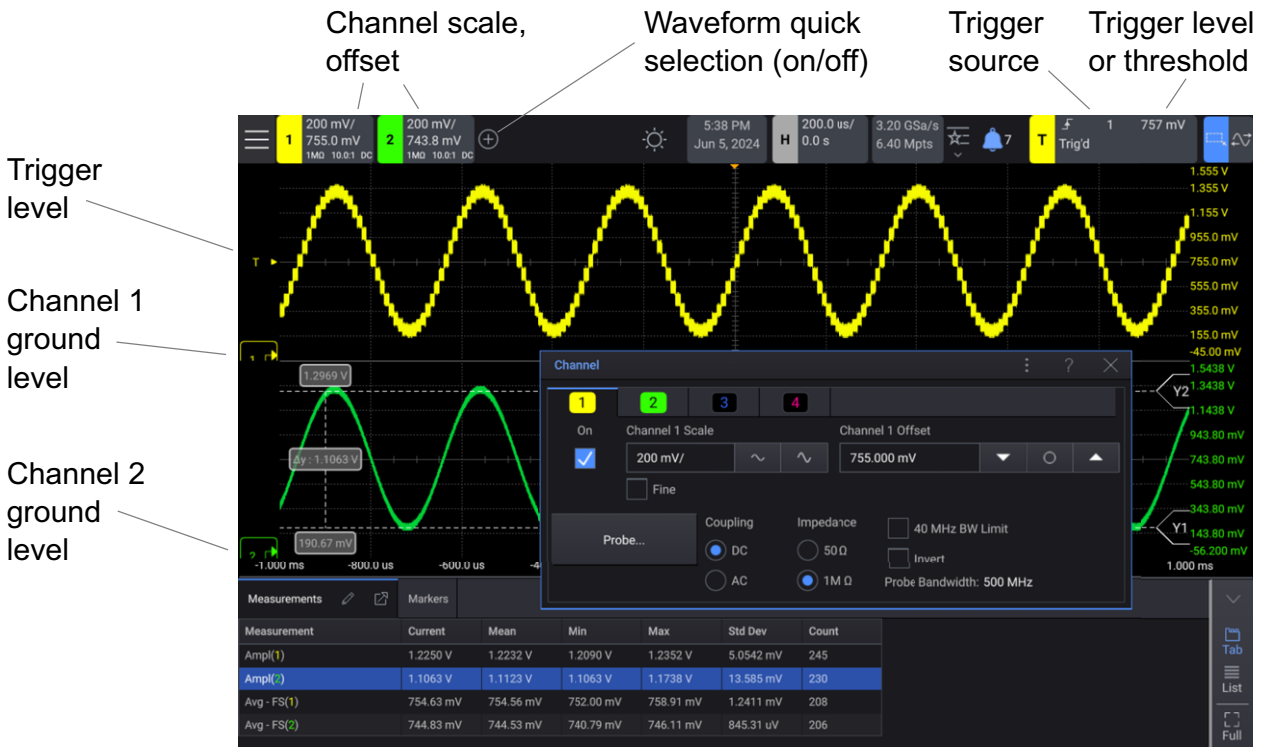 Channel scale,
offset
Waveform quick
selection (on/off)
Trigger
source
Trigger level
or threshold
1
200 mV/
755.0 mV
1MΩ 10.0:1 DC
2
200 mV/
743.8 mV
1MΩ 10.0:1 DC
5:38 PM
Jun 5, 2024
H
200.0 us/
0.0 s
3.20 GSa/s
6.40 Mpts
7
T
1
757 mV
Trig'd
Trigger
level
T
1.555 V
1.355 V
1.155 V
955.0 mV
755.0 mV
555.0 mV
355.0 mV
155.0 mV
-45.00 mV
Channel 1
ground
level
1
1.2969 V
Δy : 1.1063 V
190.67 mV
Channel 2
ground
level
2
1.5438 V
1.3438 V
Y2
1.1438 V
943.80 mV
743.80 mV
543.80 mV
343.80 mV
Y1
143.80 mV
-56.200 mV
-1.000 ms
-800.0 us
-600.0 us
1.000 ms
Channel
?
1
2
3
4
On
Channel 1 Scale
Channel 1 Offset
200 mV/
755.000 mV
Fine
Probe...
Coupling
DC
AC
Impedance
50Ω
1M Ω
40 MHz BW Limit
Invert
Probe Bandwidth: 500 MHz
Measurements
Markers
Measurement Current Mean Min Max Std Dev Count
Ampl(1) 1.2250 V 1.2232 V 1.2090 V 1.2352 V 5.0542 mV 245
Ampl(2) 1.1063 V 1.1123 V 1.1063 V 1.1738 V 13.585 mV 230
Avg - FS(1) 754.63 mV 754.56 mV 752.00 mV 758.91 mV 1.2411 mV 208
Avg - FS(2) 744.83 mV 744.53 mV 740.79 mV 746.11 mV 845.31 uV 206
Tab
List
Full